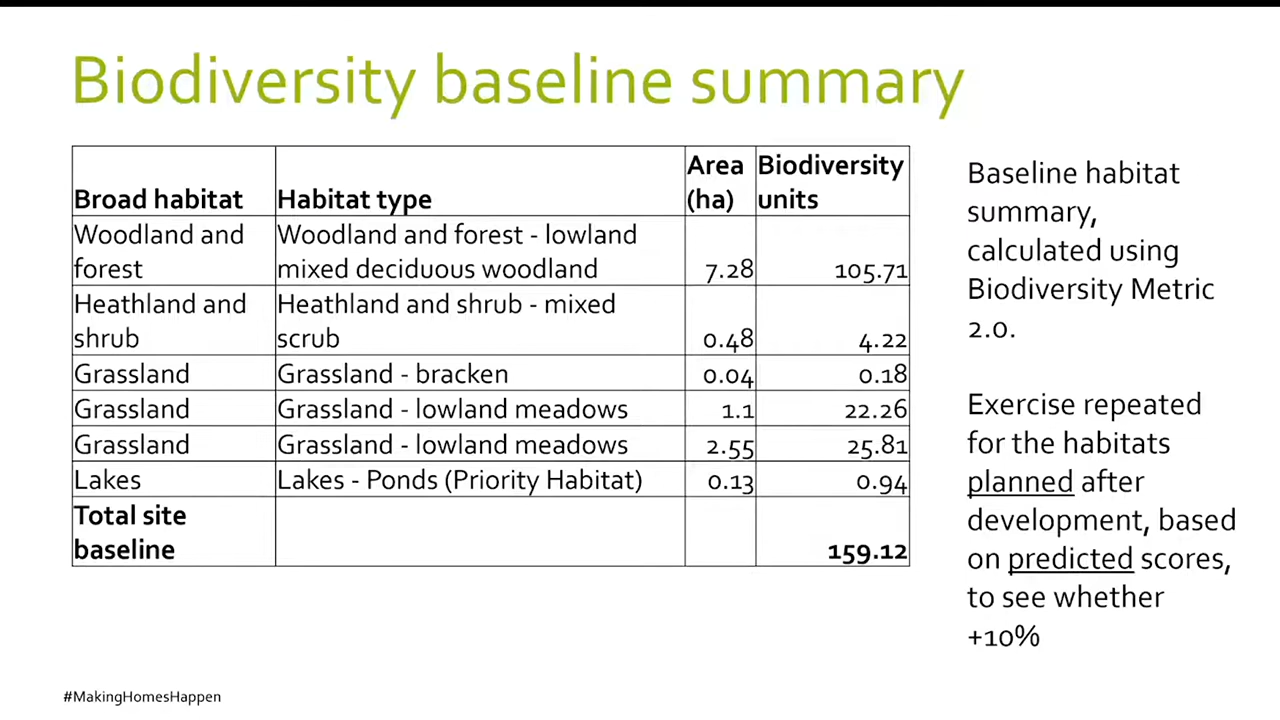 Biodiversity baseline summary
Broad habitat Habitat type Area (ha) Biodiversity units
Woodland and forest Woodland and forest - lowland mixed deciduous woodland 7.28 105.71
Heathland and shrub Heathland and shrub - mixed scrub 0.48 4.22
Grassland Grassland - bracken 0.04 0.18
Grassland Grassland - lowland meadows 1.1 22.26
Grassland Grassland - lowland meadows 2.55 25.81
Lakes Lakes - Ponds (Priority Habitat) 0.13 0.94
Total site baseline 159.12
Baseline habitat
summary,
calculated using
Biodiversity Metric
2.0.
Exercise repeated
for the habitats
planned after
development, based
on predicted scores,
to see whether
+10%
#MakingHomesHappen